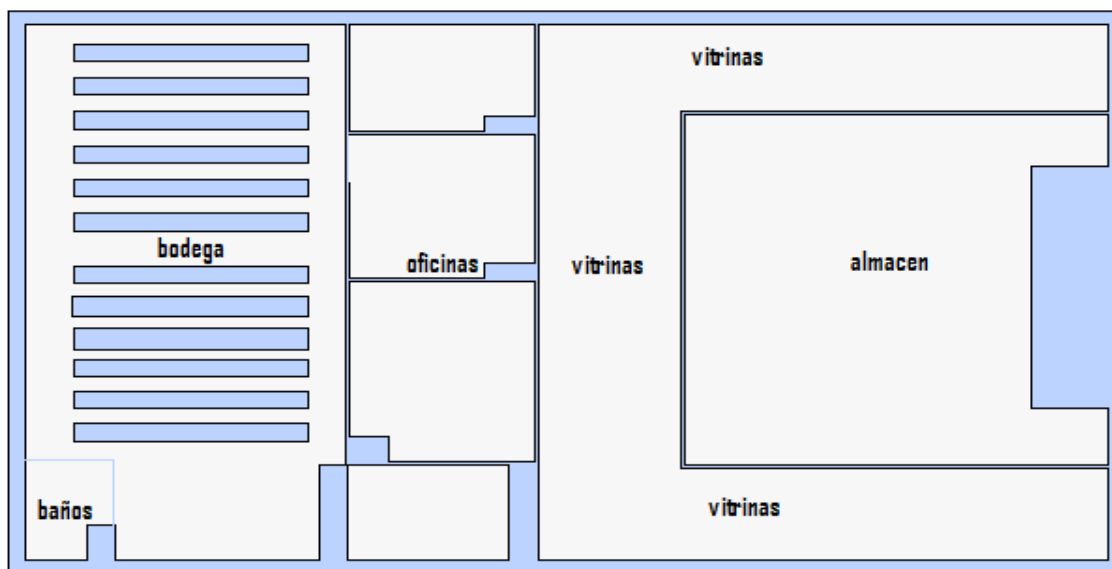 vitrinas
bodega
oficinas
vitrinas
almacen
baños
vitrinas